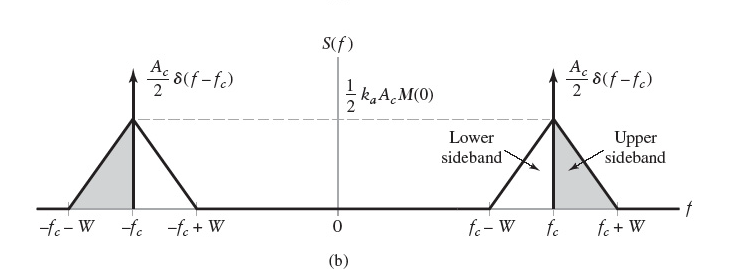 S(f)
A_c/2 δ(f – f_c)
1/2 k_a A_c M(0)
A_c/2 δ(f – f_c)
Lower
sideband
Upper
sideband
–f_c – W –f_c –f_c + W 0 f_c – W f_c f_c + W f
(b)